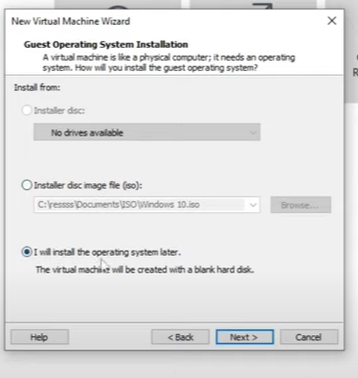 New Virtual Machine Wizard
Guest Operating System Installation
A virtual machine is like a physical computer; it needs an operating
system. How will you install the guest operating system?
Install from:
Installer disc:
No drives available
Installer disc image file (iso):
C:\ressss\Documents\ISO\Windows 10.iso
Browse...
I will install the operating system later.
The virtual machine will be created with a blank hard disk.
Help
< Back
Next >
Cancel
R